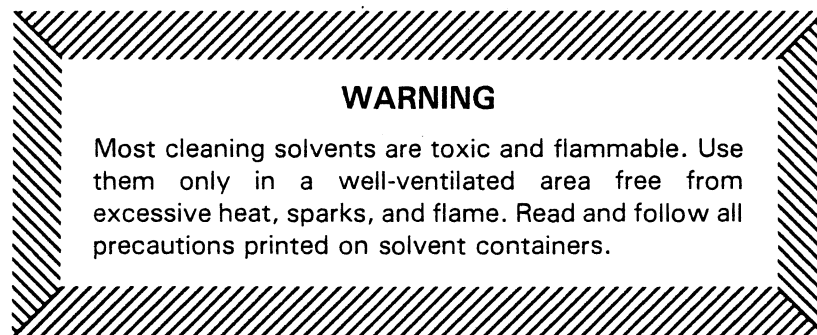 WARNING
Most cleaning solvents are toxic and flammable. Use
them only in a well-ventilated area free from
excessive heat, sparks, and flame. Read and follow all
precautions printed on solvent containers.